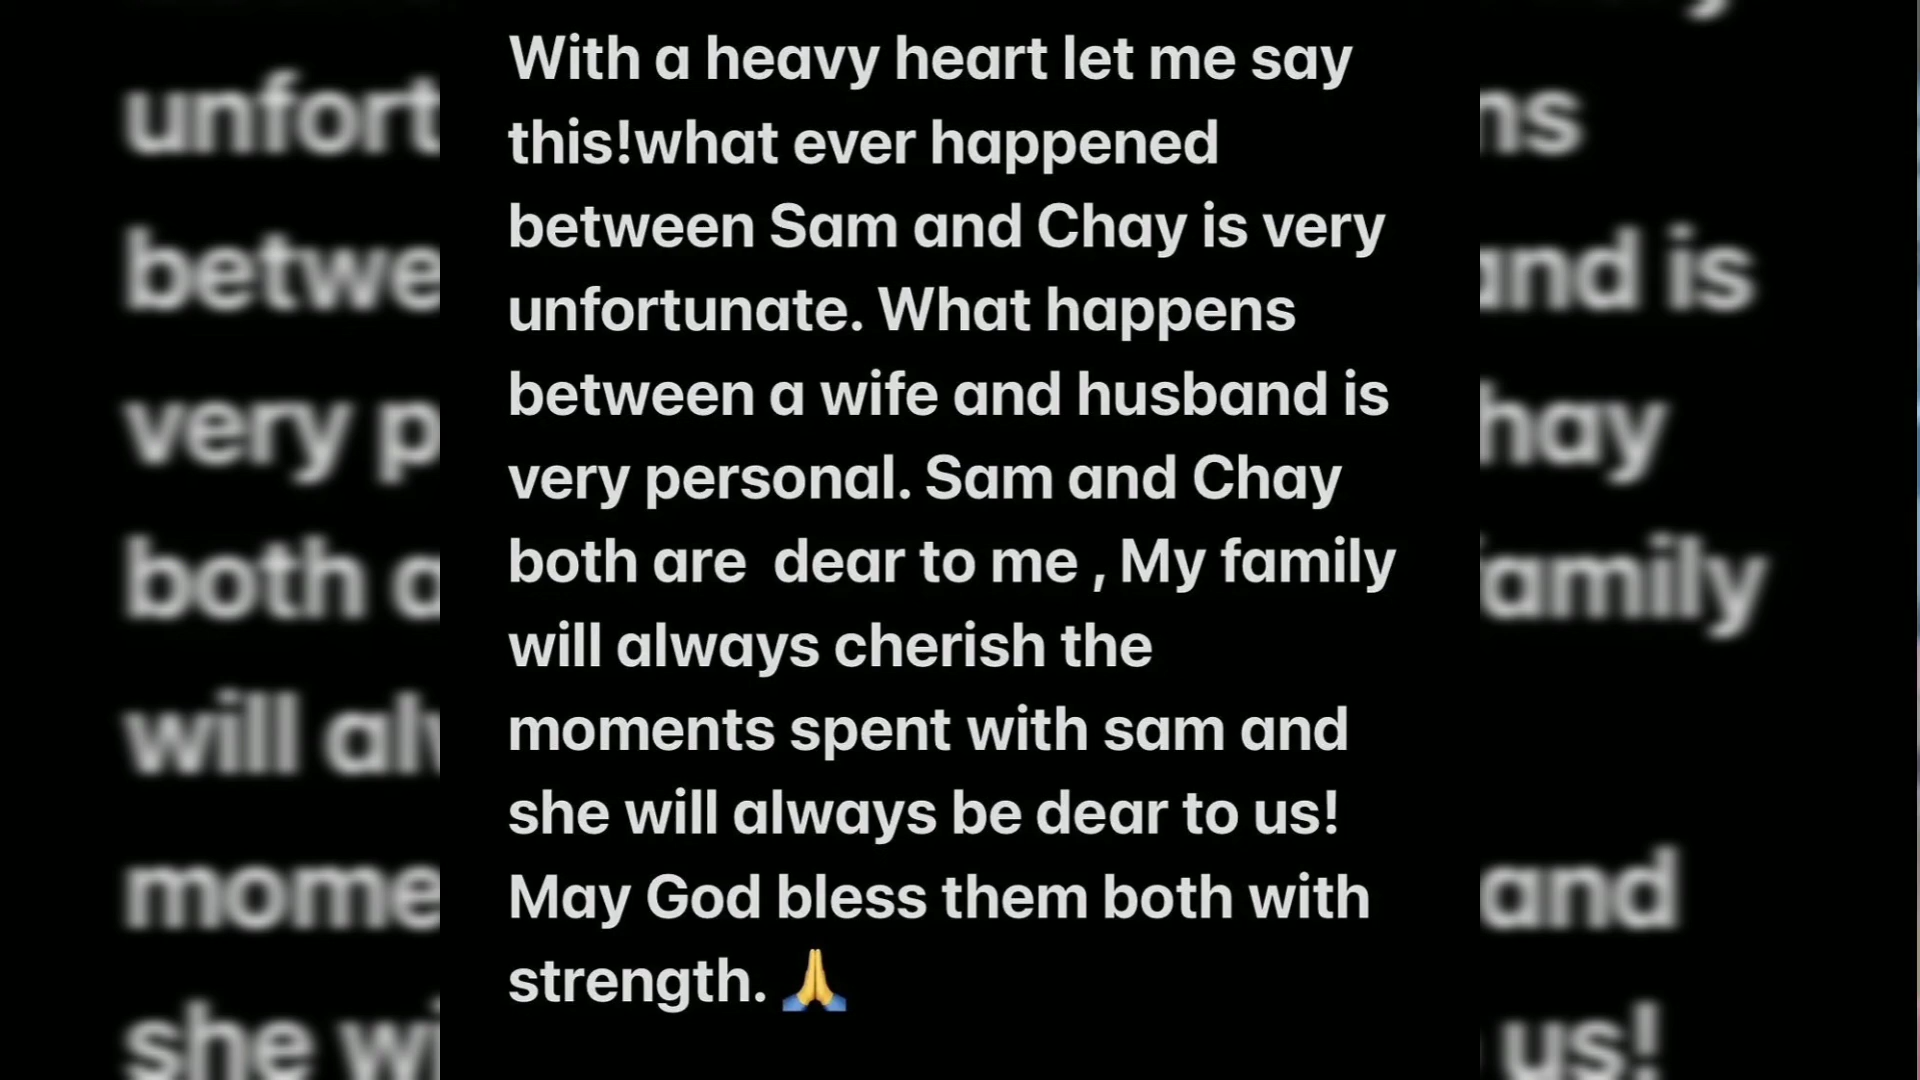 With a heavy heart let me say
this!what ever happened
between Sam and Chay is very
unfortunate. What happens
between a wife and husband is
very personal. Sam and Chay
both are  dear to me , My family
will always cherish the
moments spent with sam and
she will always be dear to us!
May God bless them both with
strength. 🙏